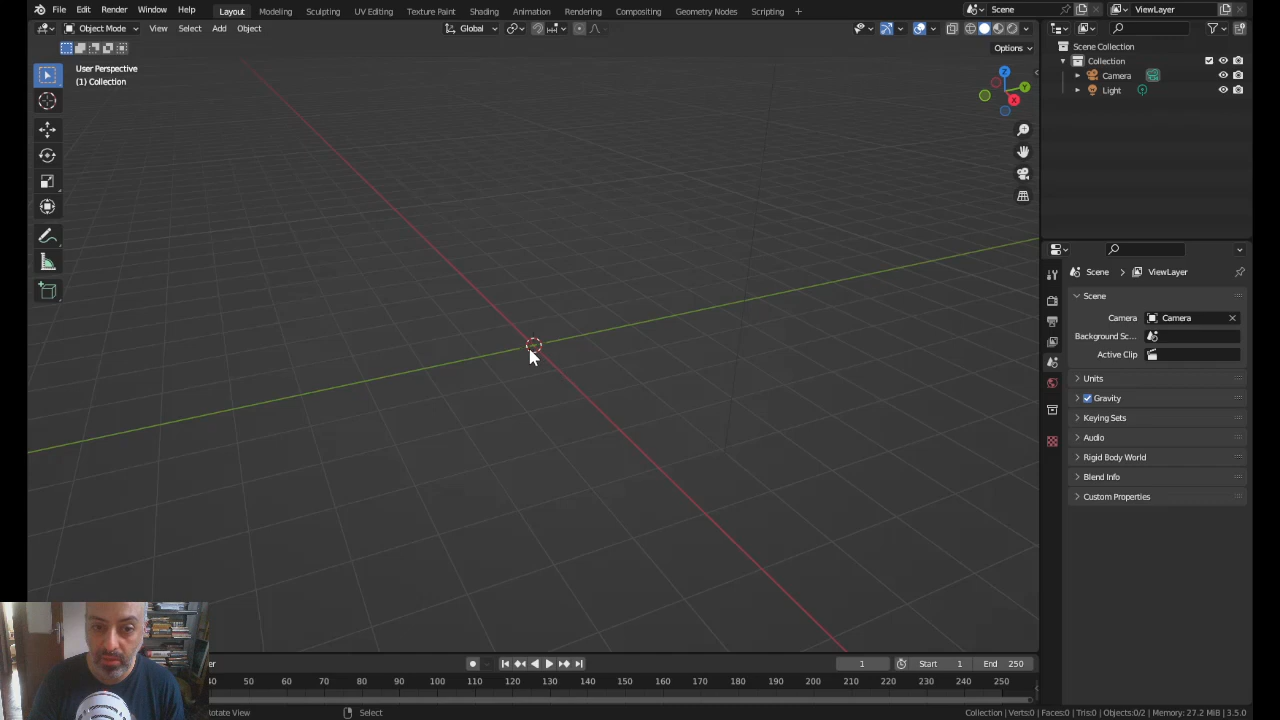 File Edit Render Window Help Layout Modeling Sculpting UV Editing Texture Paint Shading Animation Rendering Compositing Geometry Nodes Scripting + Scene ViewLayer
Object Mode View Select Add Object Global
Options
User Perspective
(1) Collection
Z
Y
X
Scene Collection
Collection
Camera
Light
Scene ViewLayer
Scene
Camera Camera
Background Sc...
Active Clip
Units
Gravity
Keying Sets
Audio
Rigid Body World
Blend Info
Custom Properties
1 Start 1 End 250
40 50 60 70 80 90 100 110 120 130 140 150 160 170 180 190 200 210 220 230 240 250
Rotate View Select Collection | Verts:0 | Faces:0 | Tris:0 | Objects:0/2 | Memory: 27.2 MiB | 3.5.0